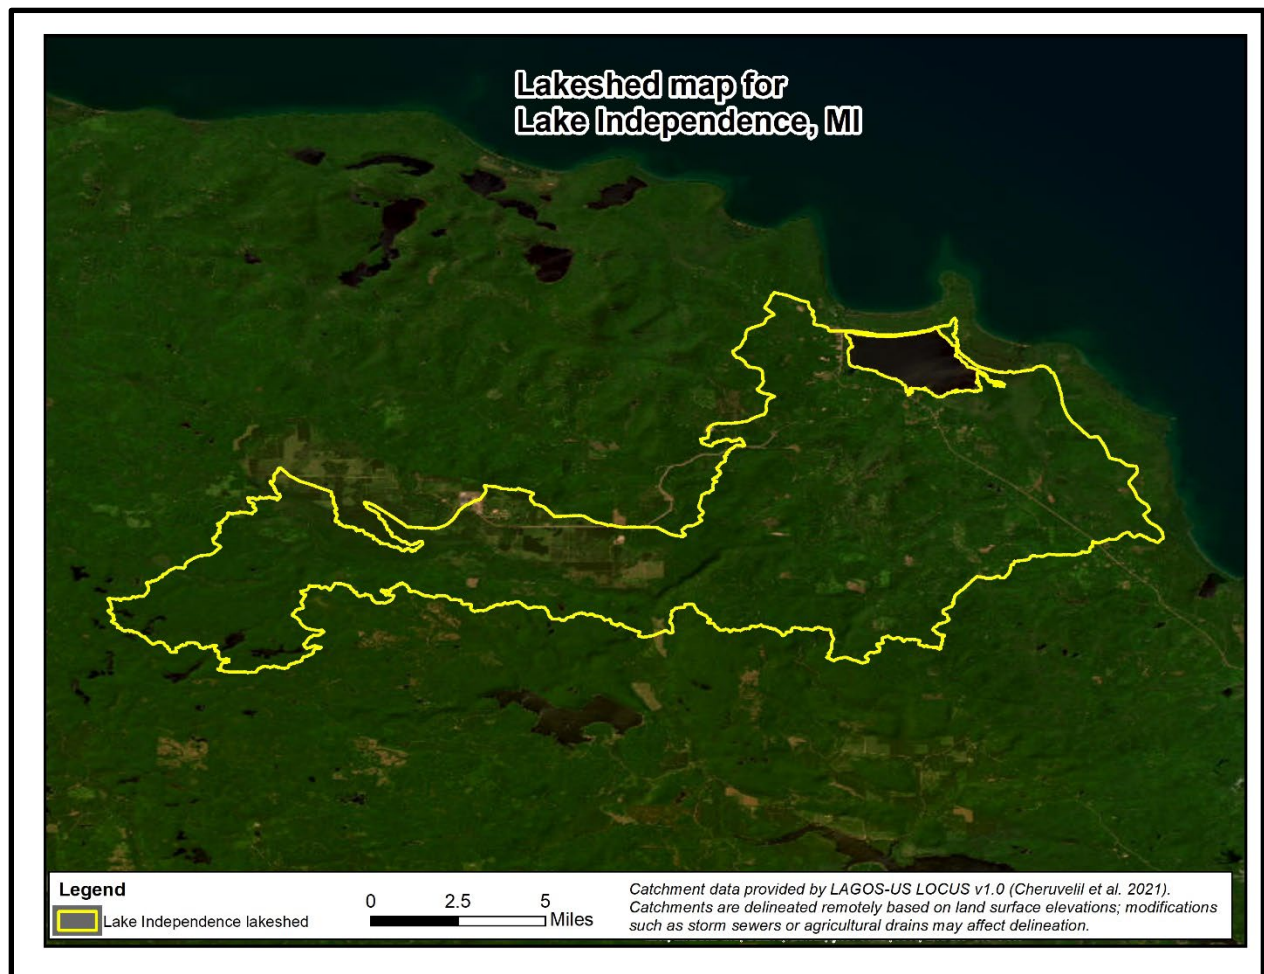 Lakeshed map for
Lake Independence, MI
Legend
Lake Independence lakeshed
0 2.5 5
Miles
Catchment data provided by LAGOS-US LOCUS v1.0 (Cheruvelil et al. 2021).
Catchments are delineated remotely based on land surface elevations; modifications
such as storm sewers or agricultural drains may affect delineation.